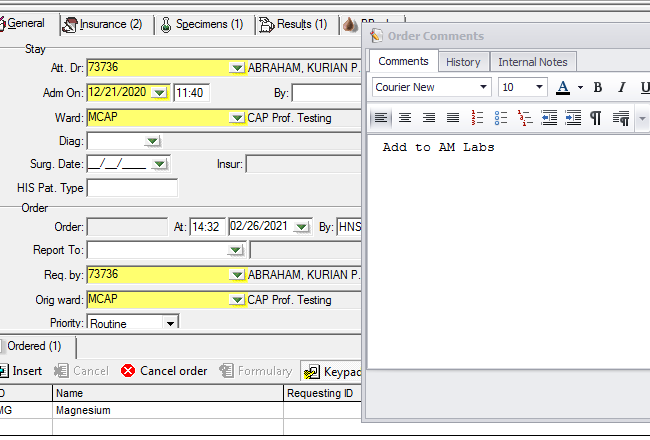 General Insurance (2) Specimens (1) Results (1)
Stay
Att. Dr: 73736 ABRAHAM, KURIAN P.
Adm On: 12/21/2020 11:40 By:
Ward: MCAP CAP Prof. Testing
Diag:
Surg. Date: __/__/____ Insur:
HIS Pat. Type
Order
Order: At: 14:32 02/26/2021 By: HNS
Report To:
Req. by: 73736 ABRAHAM, KURIAN P.
Orig ward: MCAP CAP Prof. Testing
Priority: Routine
Ordered (1)
Insert Cancel Cancel order Formulary Keypad
Name Requesting ID
MG Magnesium
Order Comments
Comments History Internal Notes
Courier New 10 A B I U
Add to AM Labs